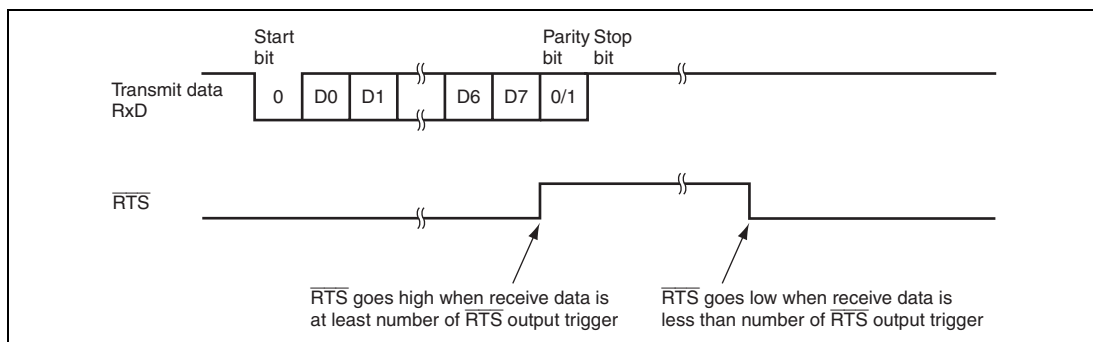 Start
bit
Parity Stop
bit bit
Transmit data
RxD
0 D0 D1 D6 D7 0/1
RTS
RTS goes high when receive data is
at least number of RTS output trigger
RTS goes low when receive data is
less than number of RTS output trigger